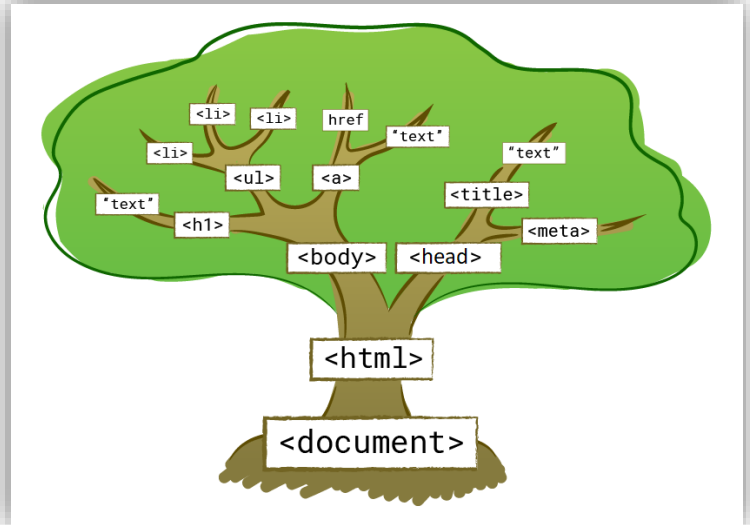 <li>
<li>
href
“text”
<li>
“text”
<ul>
<a>
<title>
“text”
<h1>
<meta>
<body>
<head>
<html>
<document>